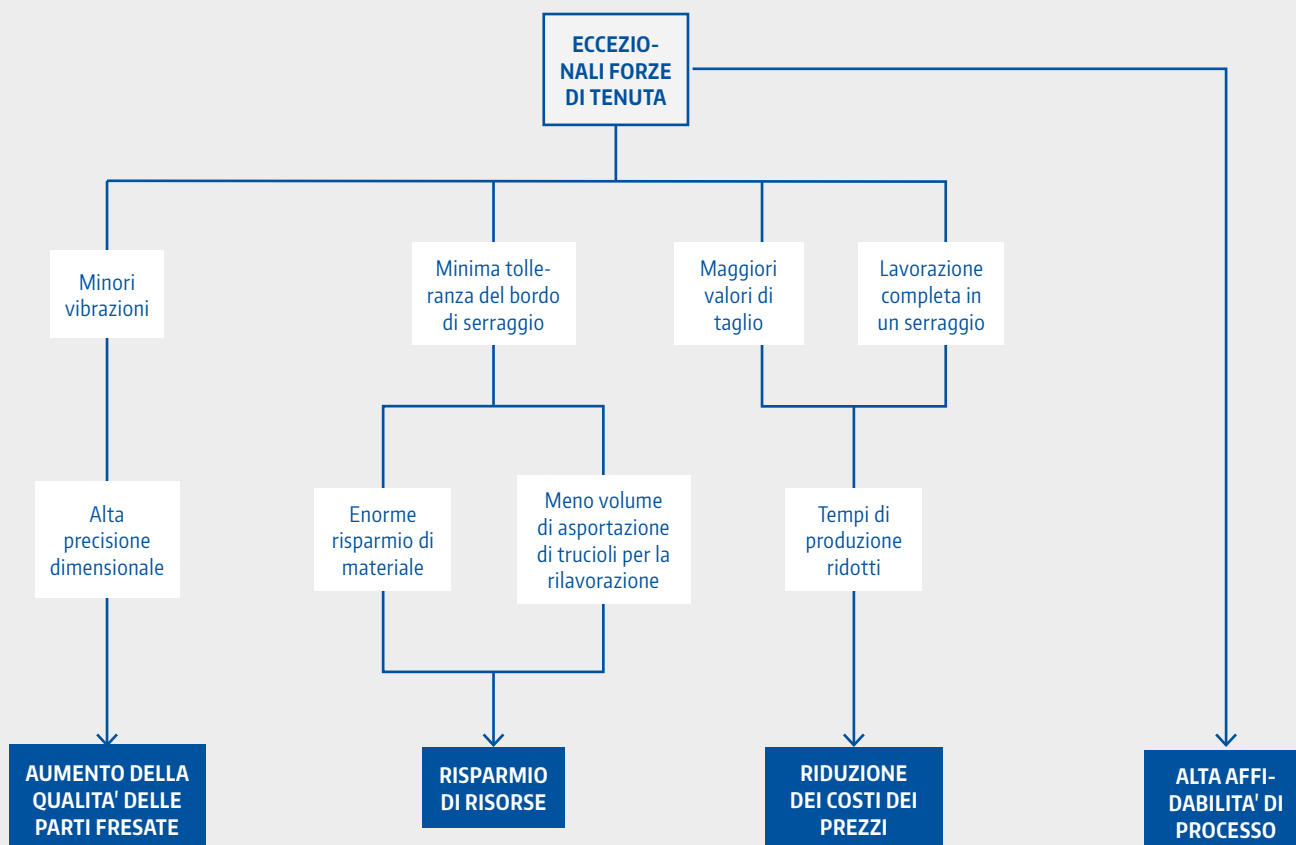 ECCEZIO-
NALI FORZE
DI TENUTA
Minori
vibrazioni
Minima tolle-
ranza del bordo
di serraggio
Maggiori
valori di
taglio
Lavorazione
completa in
un serraggio
Alta
precisione
dimensionale
Enorme
risparmio di
materiale
Meno volume
di asportazione
di trucioli per la
rilavorazione
Tempi di
produzione
ridotti
AUMENTO DELLA
QUALITA' DELLE
PARTI FRESATE
RISPARMIO
DI RISORSE
RIDUZIONE
DEI COSTI DEI
PREZZI
ALTA AFFI-
DABILITA' DI
PROCESSO